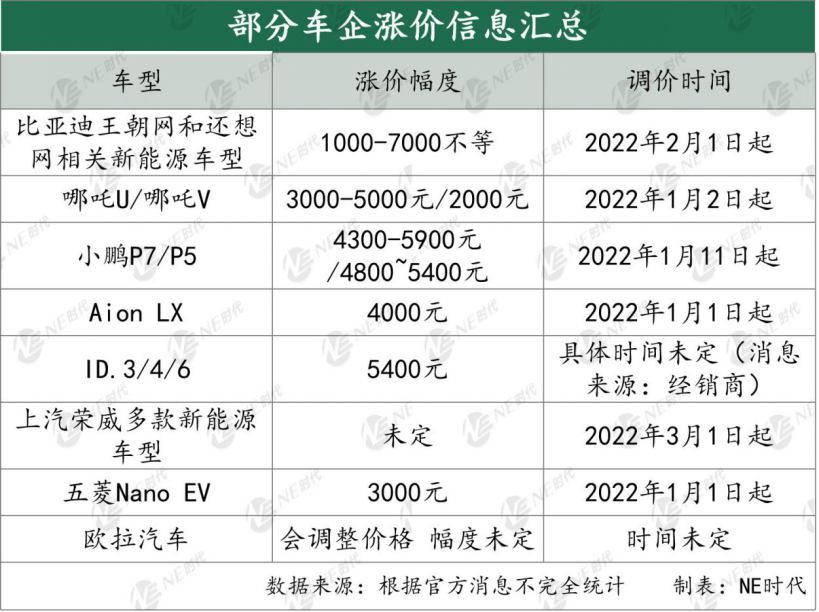 部分车企涨价信息汇总
车型 涨价幅度 调价时间
比亚迪王朝网和还想
网相关新能源车型 1000-7000不等 2022年2月1日起
哪吒U/哪吒V 3000-5000元/2000元 2022年1月2日起
小鹏P7/P5 4300-5900元
/4800~5400元 2022年1月11日起
Aion LX 4000元 2022年1月1日起
ID.3/4/6 5400元 具体时间未定（消息
来源：经销商）
上汽荣威多款新能源
车型 未定 2022年3月1日起
五菱Nano EV 3000元 2022年1月1日起
欧拉汽车 会调整价格 幅度未定 时间未定
数据来源：根据官方消息不完全统计 制表：NE时代
NE时代